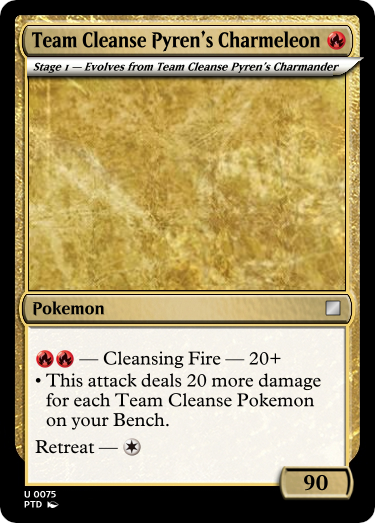 Team Cleanse Pyren's Charmeleon
Stage 1 — Evolves from Team Cleanse Pyren's Charmander
Pokemon
— Cleansing Fire — 20+
• This attack deals 20 more damage
for each Team Cleanse Pokemon
on your Bench.
Retreat —
90
U 0075
PTD